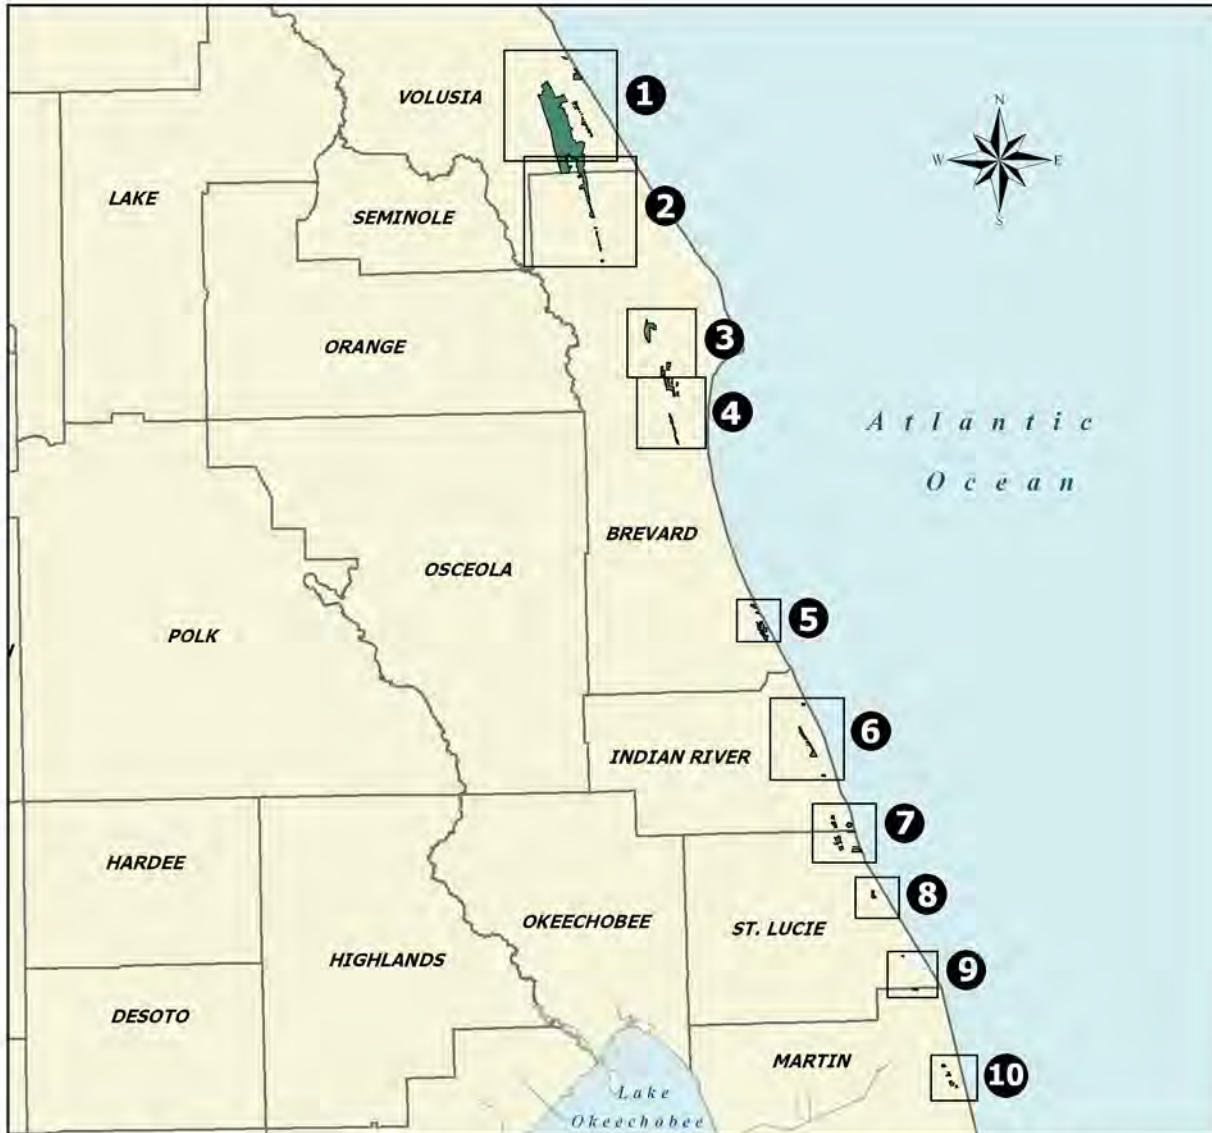 N
W
E
S
VOLUSIA
1
LAKE
SEMINOLE
2
ORANGE
3
4
Atlantic
Ocean
BREVARD
OSCEOLA
5
POLK
6
INDIAN RIVER
7
HARDEE
8
OKEECHOBEE
ST. LUCIE
HIGHLANDS
9
DESOTO
MARTIN
10
Lake
Okeechobee